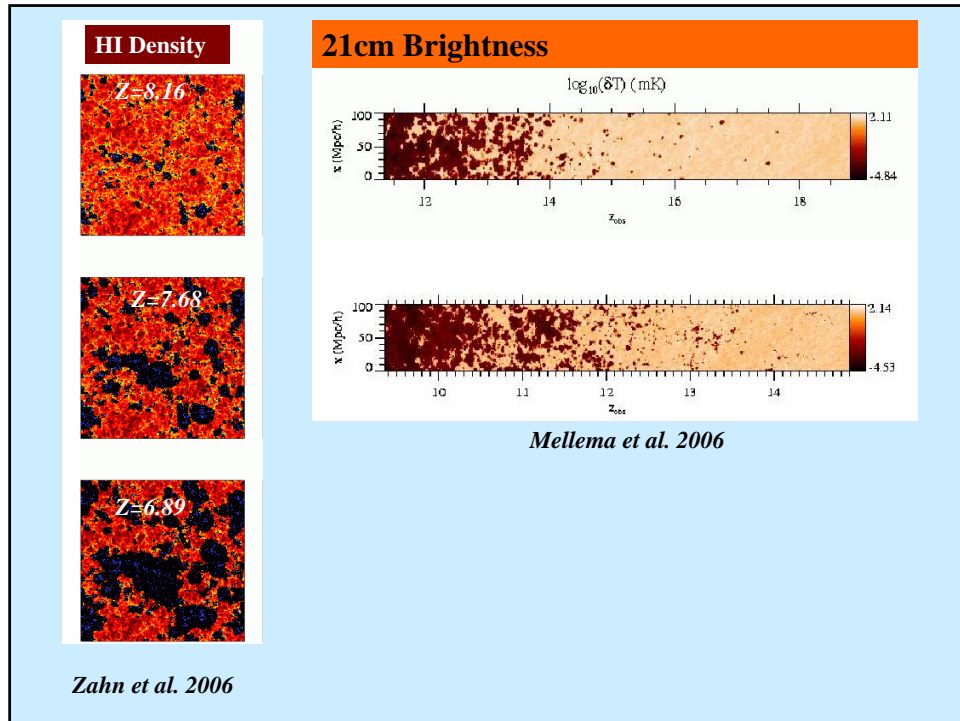 HI Density
Z=8.16
Z=7.68
Z=6.89
Zahn et al. 2006
21cm Brightness
log10(δT) (mK)
x (Mpc/h)
100
50
0
2.11
-4.84
12 14 16 18
zobs
x (Mpc/h)
100
50
0
2.14
-4.53
10 11 12 13 14
zobs
Mellema et al. 2006